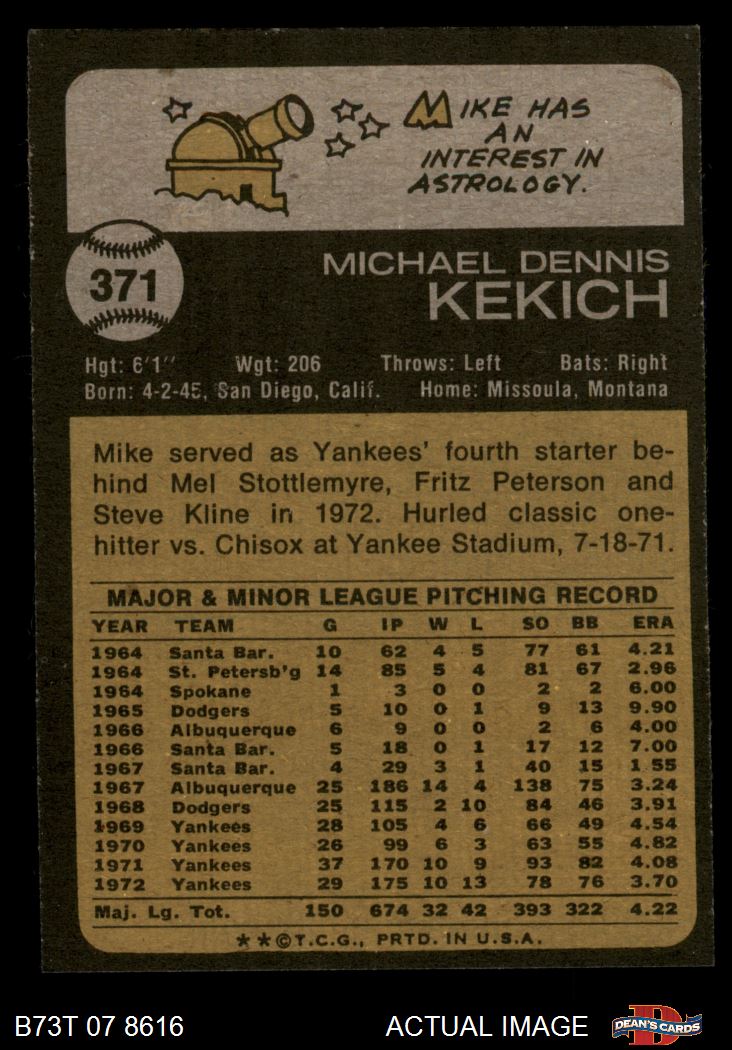 MIKE HAS
AN
INTEREST IN
ASTROLOGY.
371
MICHAEL DENNIS
KEKICH
Hgt: 6'1" Wgt: 206 Throws: Left Bats: Right
Born: 4-2-45, San Diego, Calif. Home: Missoula, Montana
Mike served as Yankees' fourth starter be-
hind Mel Stottlemyre, Fritz Peterson and
Steve Kline in 1972. Hurled classic one-
hitter vs. Chisox at Yankee Stadium, 7-18-71.
MAJOR & MINOR LEAGUE PITCHING RECORD
YEAR TEAM G IP W L SO BB ERA
1964 Santa Bar. 10 62 4 5 77 61 4.21
1964 St. Petersb'g 14 85 5 4 81 67 2.96
1964 Spokane 1 3 0 0 2 2 6.00
1965 Dodgers 5 10 0 1 9 13 9.90
1966 Albuquerque 6 9 0 0 2 6 4.00
1966 Santa Bar. 5 18 0 1 17 12 7.00
1967 Santa Bar. 4 29 3 1 40 15 1.55
1967 Albuquerque 25 186 14 4 138 75 3.24
1968 Dodgers 25 115 2 10 84 46 3.91
1969 Yankees 28 105 4 6 66 49 4.54
1970 Yankees 26 99 6 3 63 55 4.82
1971 Yankees 37 170 10 9 93 82 4.08
1972 Yankees 29 175 10 13 78 76 3.70
Maj. Lg. Tot. 150 674 32 42 393 322 4.22
**©T.C.G., PRTD. IN U.S.A.
B73T 07 8616 ACTUAL IMAGE D DEAN'S CARDS